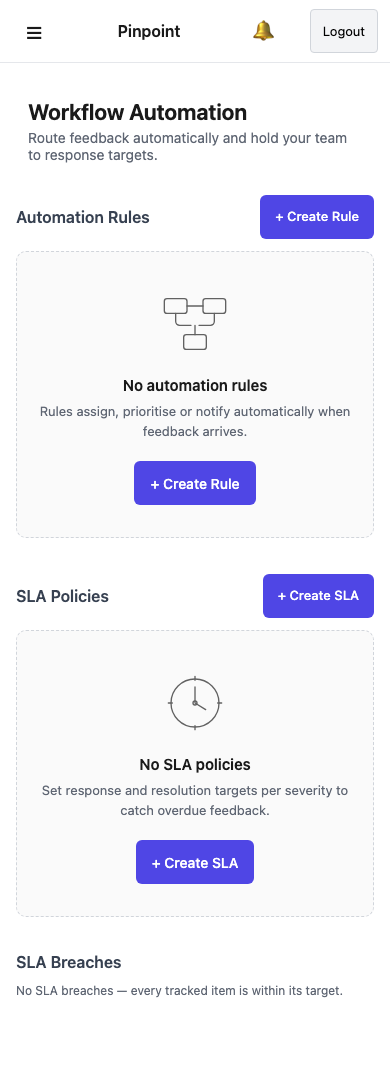 Pinpoint
Logout
Workflow Automation
Route feedback automatically and hold your team
to response targets.
Automation Rules
+ Create Rule
No automation rules
Rules assign, prioritise or notify automatically when
feedback arrives.
+ Create Rule
SLA Policies
+ Create SLA
No SLA policies
Set response and resolution targets per severity to
catch overdue feedback.
+ Create SLA
SLA Breaches
No SLA breaches — every tracked item is within its target.